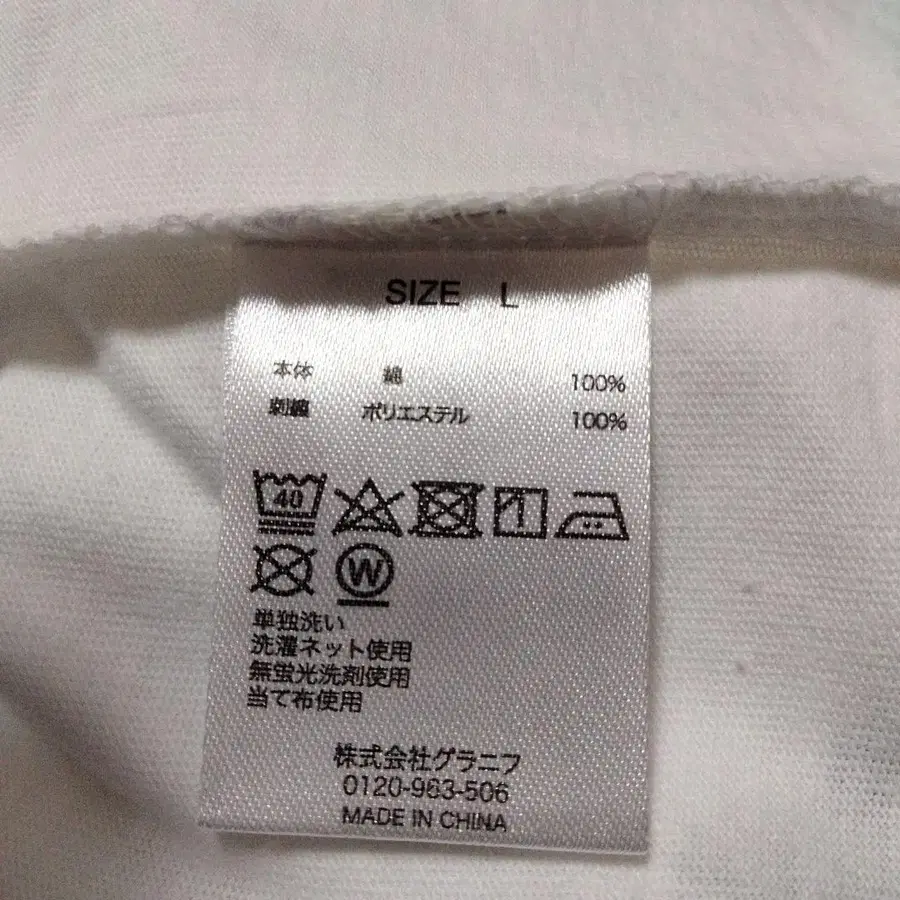 SIZE L
本体 綿 100%
刺繍 ポリエステル 100%
40
W
単独洗い
洗濯ネット使用
無蛍光洗剤使用
当て布使用
株式会社グラニフ
0120-963-506
MADE IN CHINA